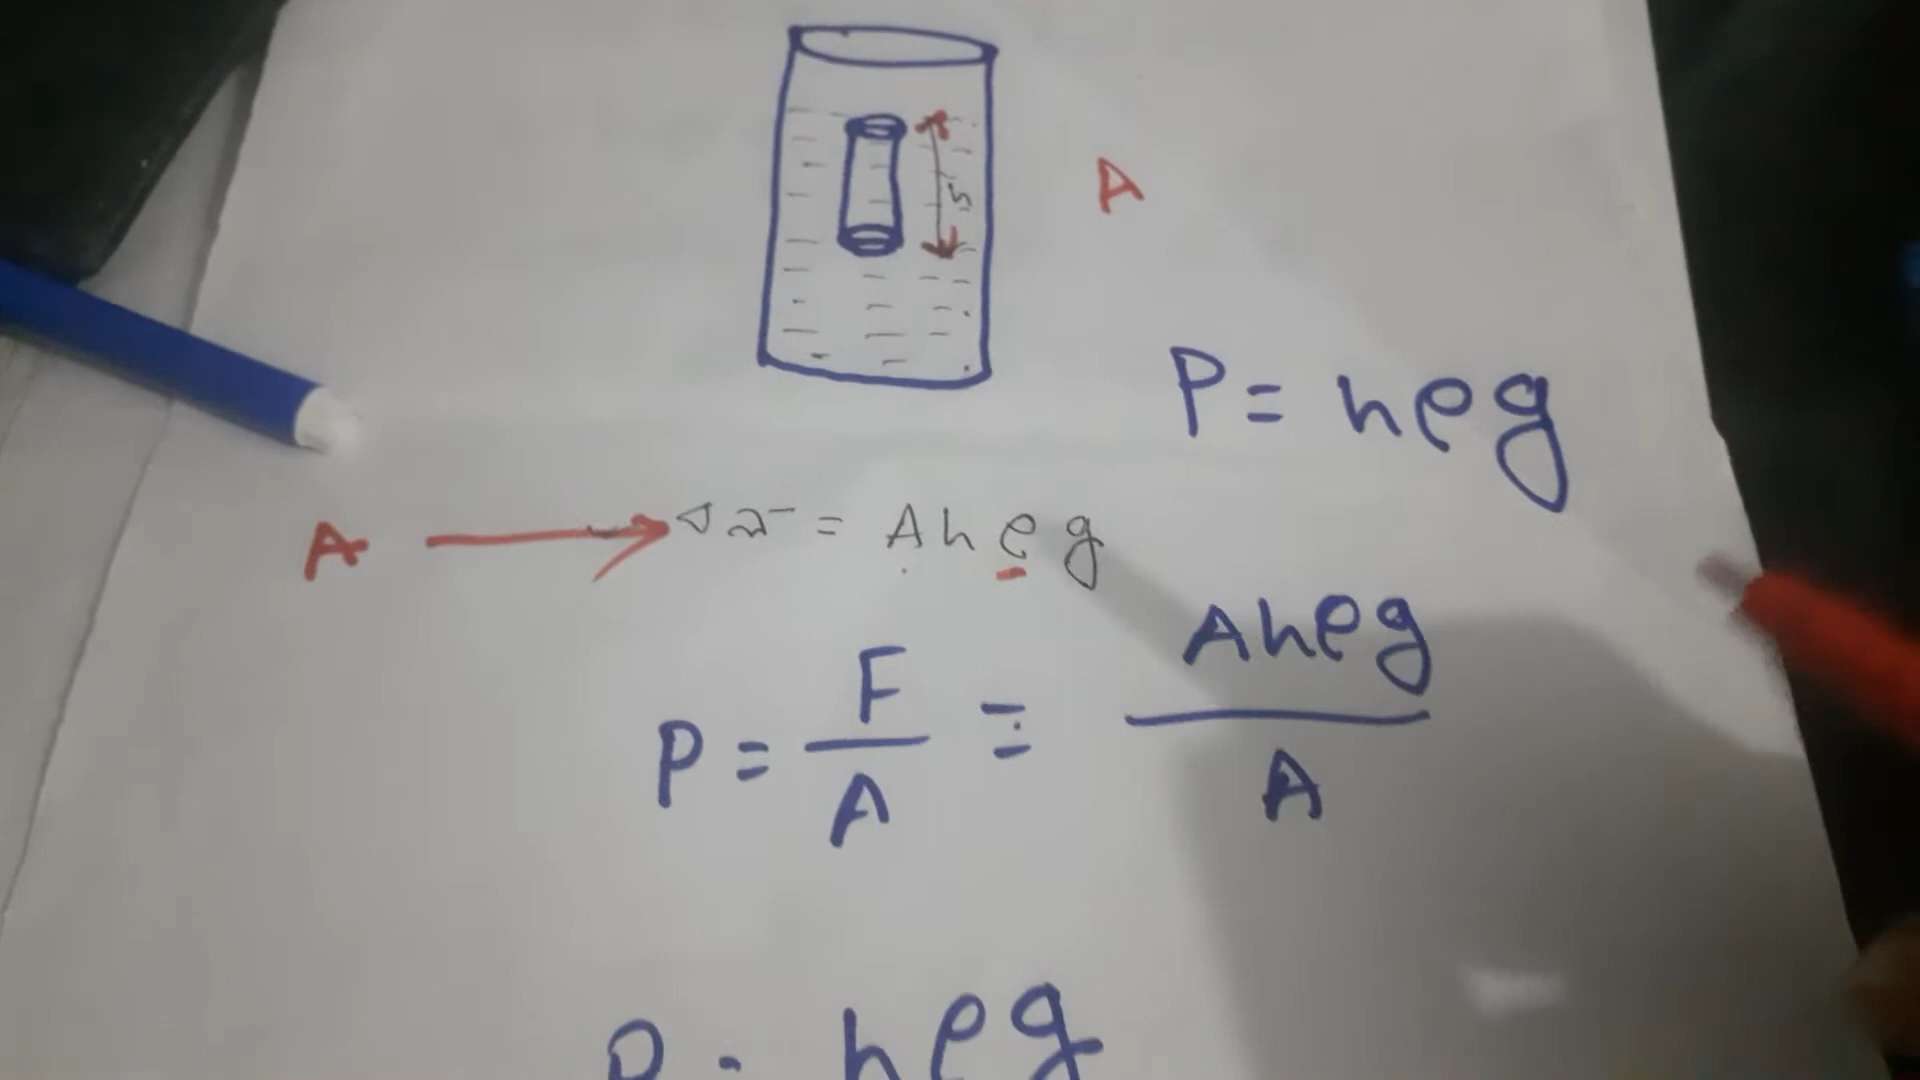 h
A
P = hρg
A → = Ahρg
P = F/A = Ahρg/A
P = hρg